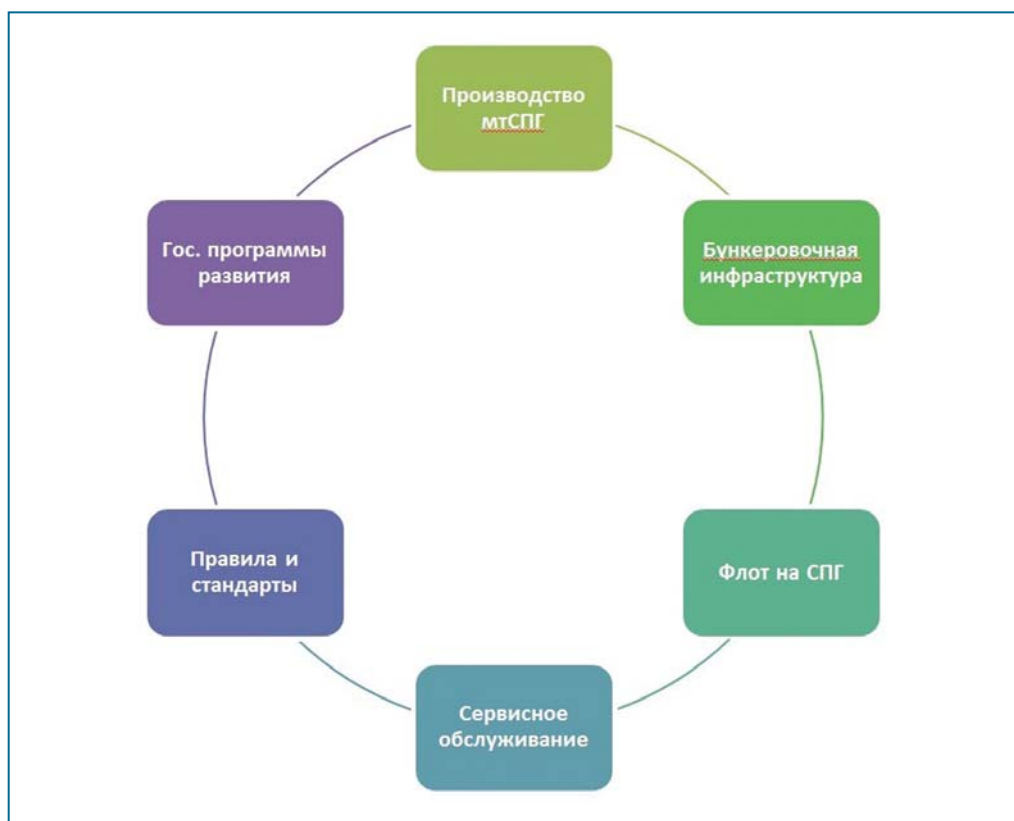 Производство
мтСПГ
Бункеровочная
инфраструктура
Флот на СПГ
Сервисное
обслуживание
Правила и
стандарты
Гос. программы
развития